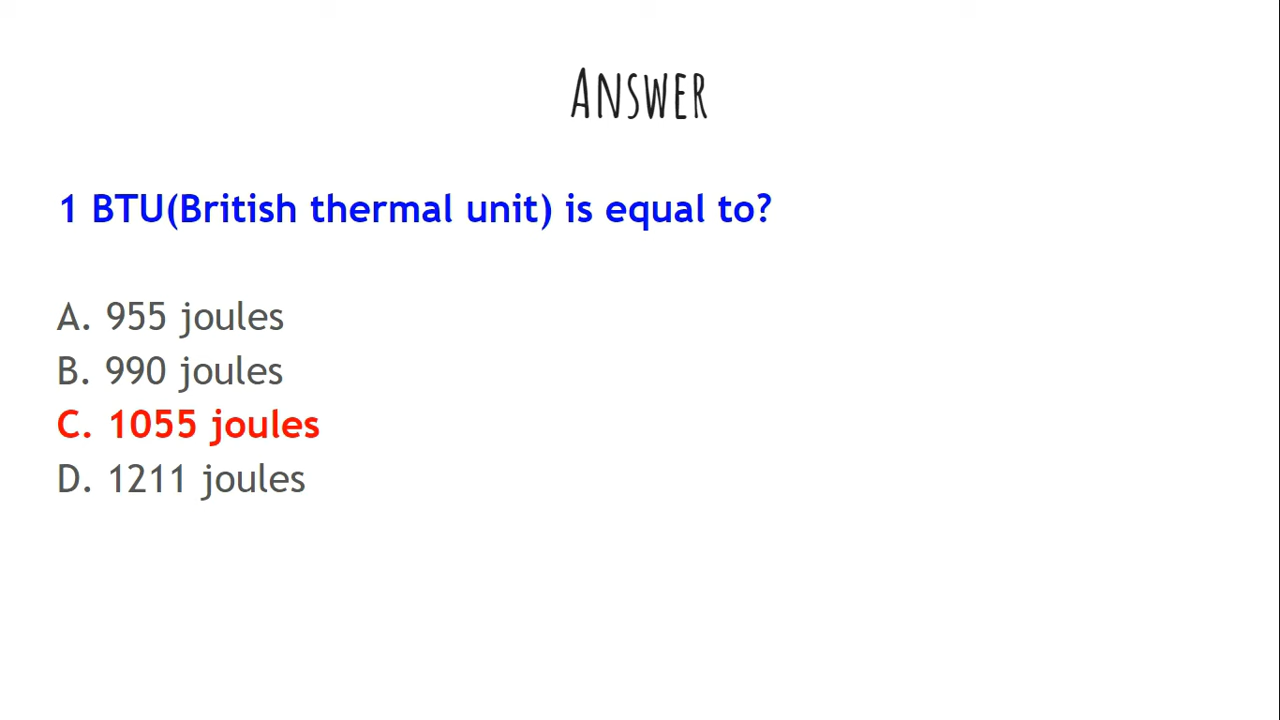 Answer
1 BTU(British thermal unit) is equal to?
A. 955 joules
B. 990 joules
C. 1055 joules
D. 1211 joules